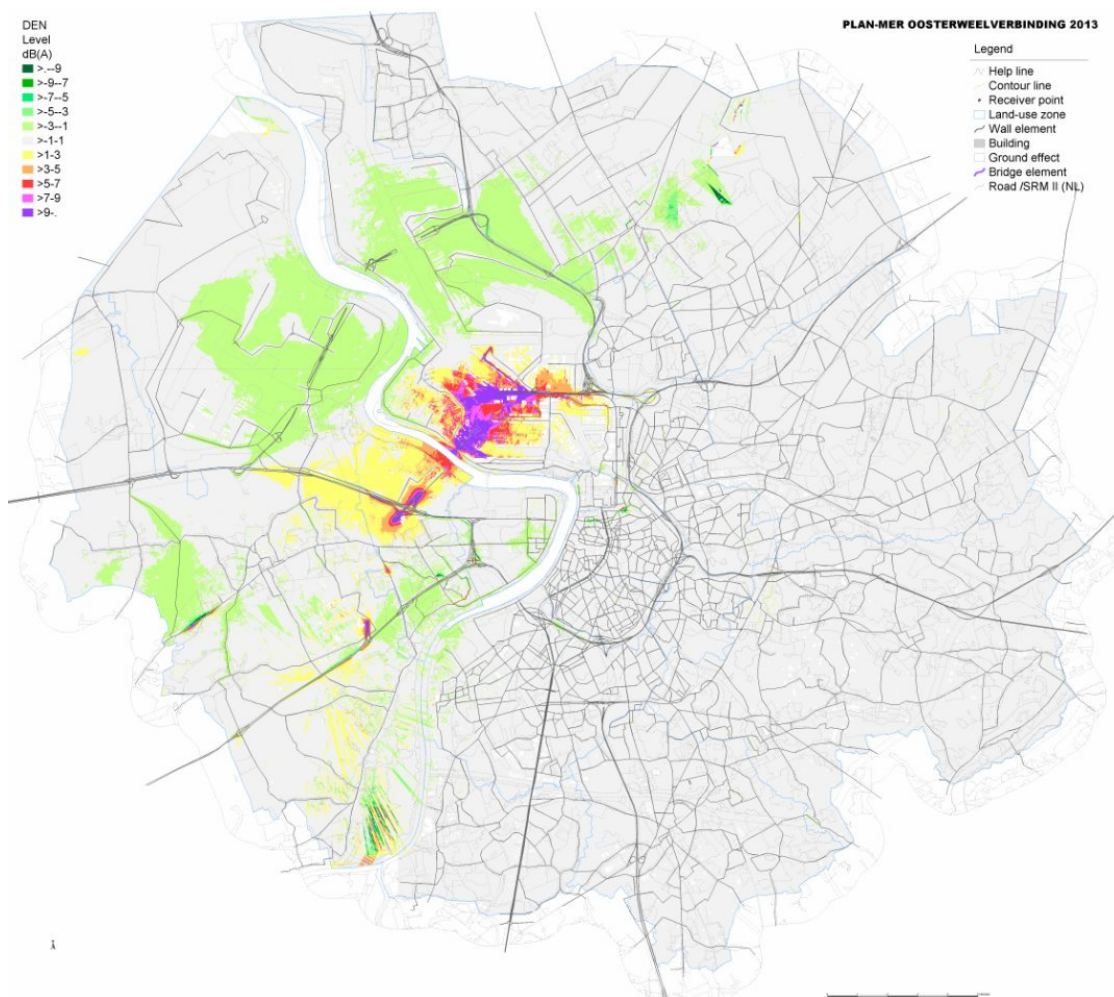 DEN
Level
dB(A)
>.--9
>-9--7
>-7--5
>-5--3
>-3--1
>-1-1
>1-3
>3-5
>5-7
>7-9
>9-.
PLAN-MER OOSTERWEELVERBINDING 2013
Legend
Help line
Contour line
Receiver point
Land-use zone
Wall element
Building
Ground effect
Bridge element
Road /SRM II (NL)